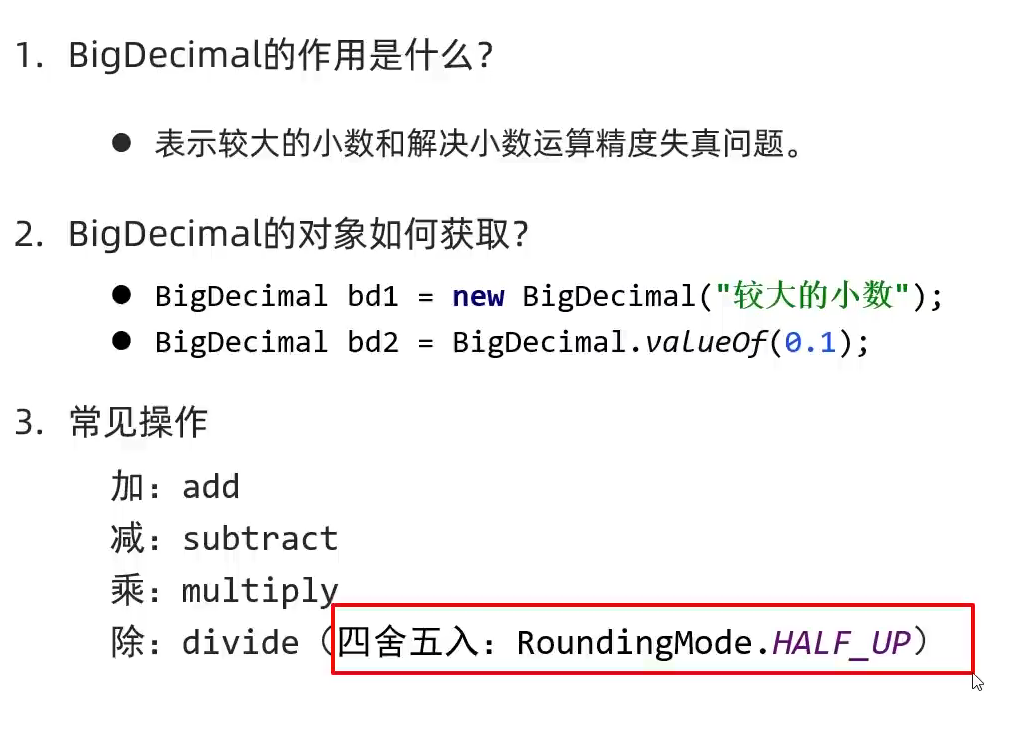 1. BigDecimal的作用是什么？
● 表示较大的小数和解决小数运算精度失真问题。
2. BigDecimal的对象如何获取？
● BigDecimal bd1 = new BigDecimal("较大的小数");
● BigDecimal bd2 = BigDecimal.valueOf(0.1);
3. 常见操作
加：add
减：subtract
乘：multiply
除：divide（四舍五入：RoundingMode.HALF_UP）